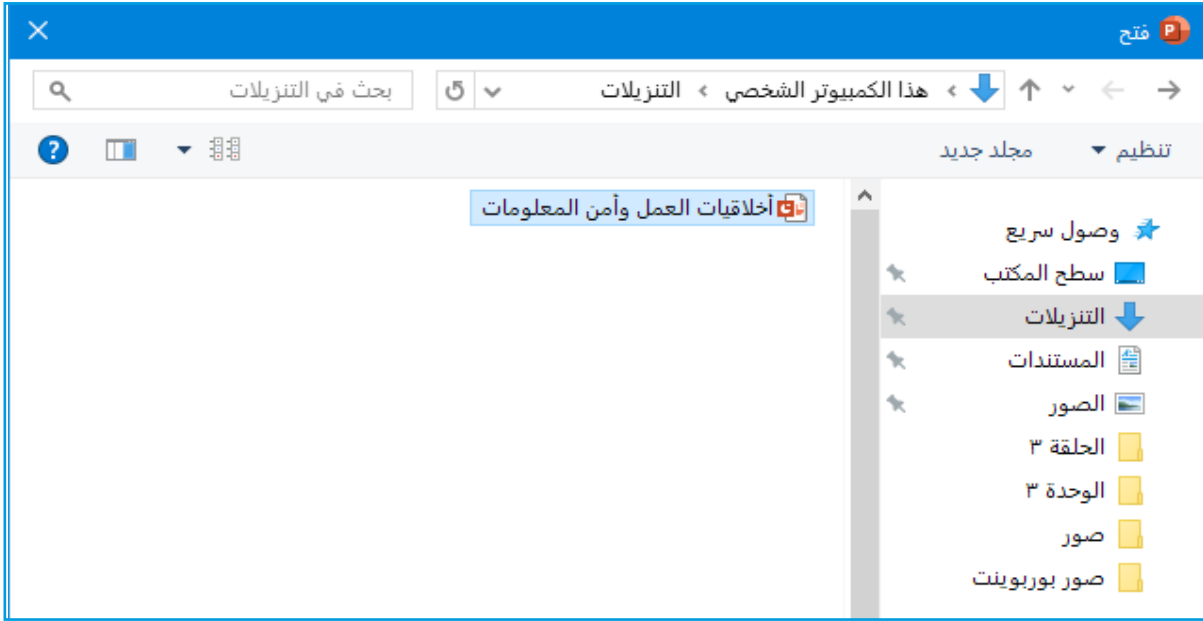 فتح
هذا الكمبيوتر الشخصي › التنزيلات
بحث في التنزيلات
تنظيم
مجلد جديد
وصول سريع
سطح المكتب
التنزيلات
المستندات
الصور
الحلقة ٣
الوحدة ٣
صور
صور بوربوينت
أخلاقيات العمل وأمن المعلومات